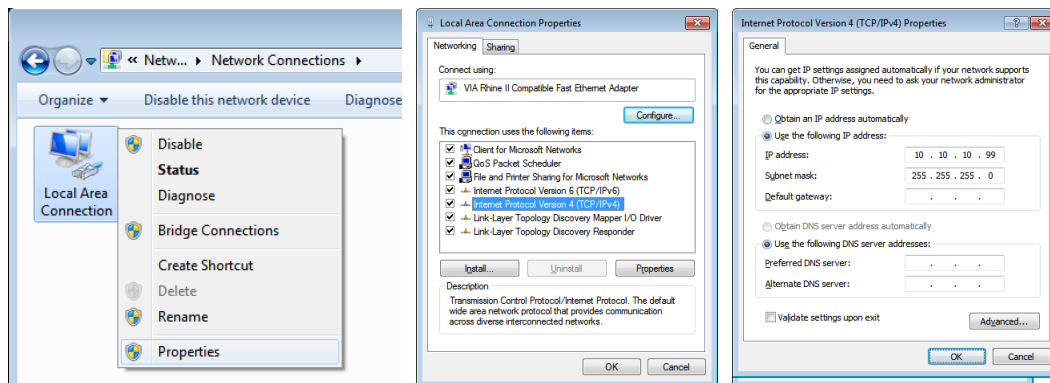 « Netw... ▸ Network Connections ▸
Organize ▾ Disable this network device Diagnose
Local Area
Connection
Disable
Status
Diagnose
Bridge Connections
Create Shortcut
Delete
Rename
Properties
Local Area Connection Properties
Networking Sharing
Connect using:
VIA Rhine II Compatible Fast Ethernet Adapter
Configure...
This connection uses the following items:
Client for Microsoft Networks
QoS Packet Scheduler
File and Printer Sharing for Microsoft Networks
Internet Protocol Version 6 (TCP/IPv6)
Internet Protocol Version 4 (TCP/IPv4)
Link-Layer Topology Discovery Mapper I/O Driver
Link-Layer Topology Discovery Responder
Install... Uninstall Properties
Description
Transmission Control Protocol/Internet Protocol. The default
wide area network protocol that provides communication
across diverse interconnected networks.
OK Cancel
Internet Protocol Version 4 (TCP/IPv4) Properties
General
You can get IP settings assigned automatically if your network supports
this capability. Otherwise, you need to ask your network administrator
for the appropriate IP settings.
Obtain an IP address automatically
Use the following IP address:
IP address: 10 . 10 . 10 . 99
Subnet mask: 255 . 255 . 255 . 0
Default gateway: . . .
Obtain DNS server address automatically
Use the following DNS server addresses:
Preferred DNS server: . . .
Alternate DNS server: . . .
Validate settings upon exit
Advanced...
OK Cancel